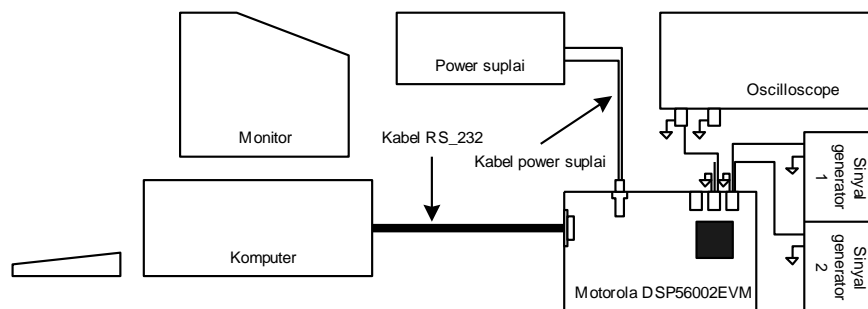 Power suplai
Oscilloscope
Monitor
Kabel RS_232
Kabel power suplai
Sinyal
generator
1
Komputer
Sinyal
generator
2
Motorola DSP56002EVM